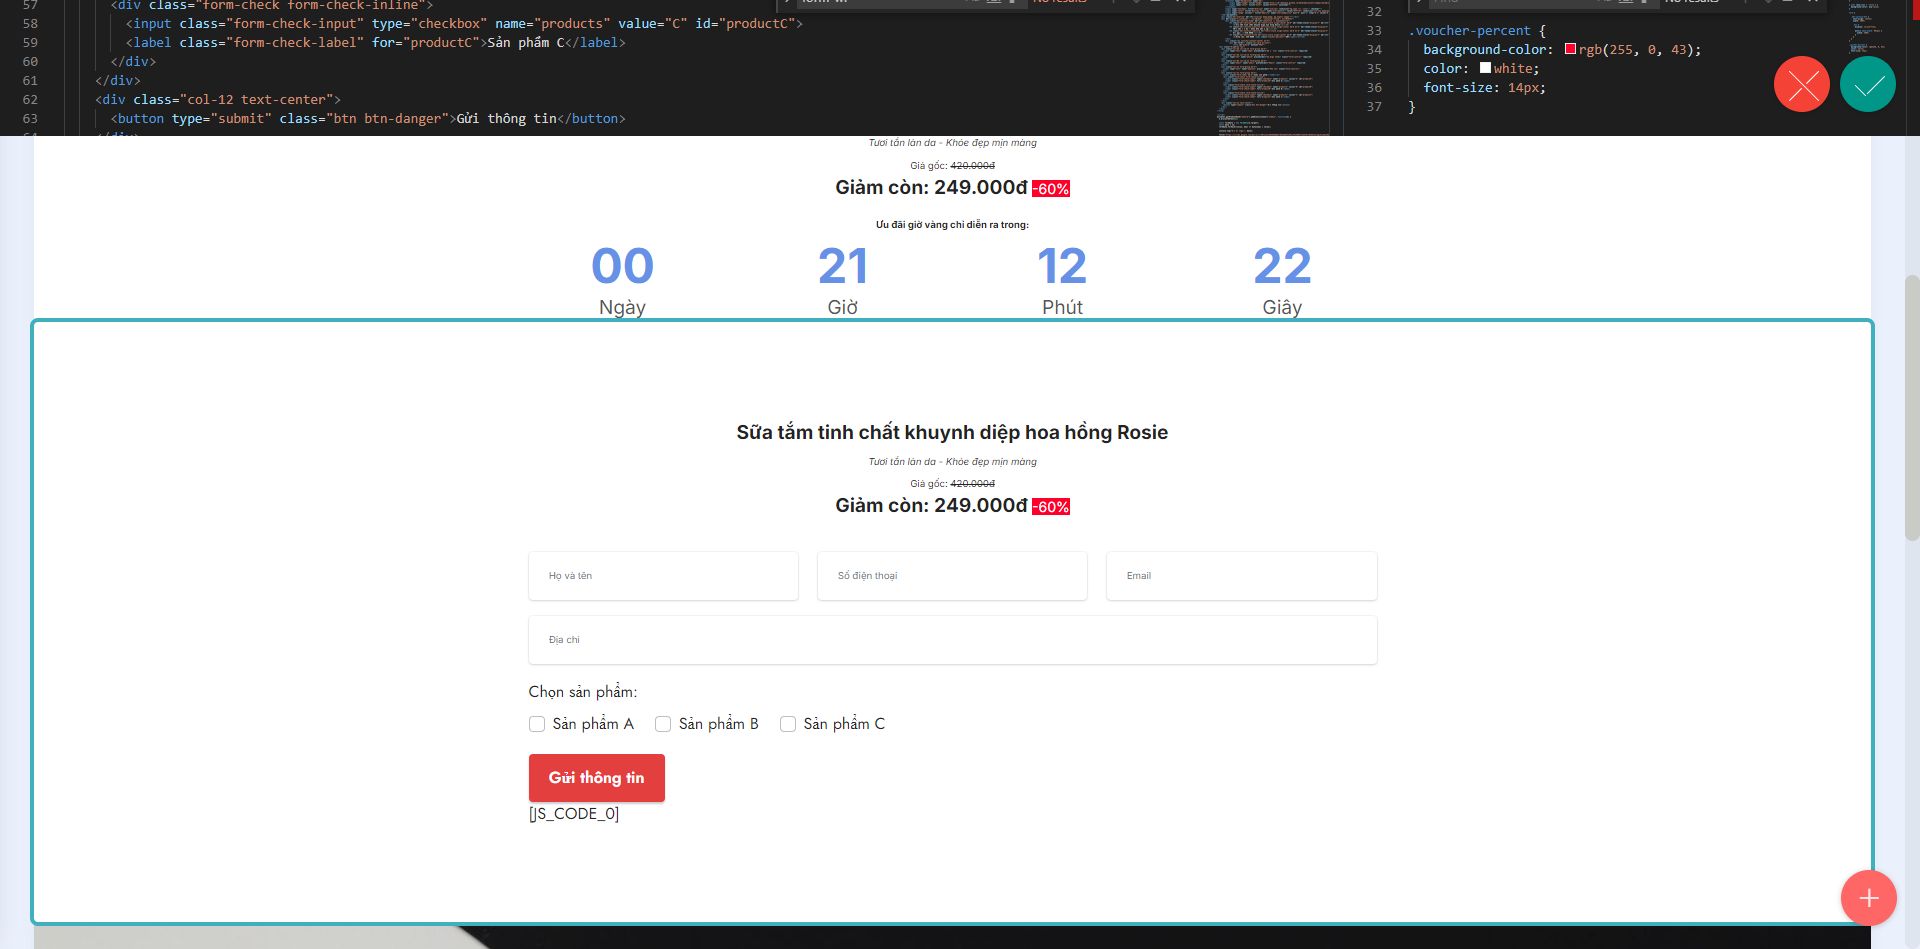 57 <div class="form-check form-check-inline">
58 <input class="form-check-input" type="checkbox" name="products" value="C" id="productC">
59 <label class="form-check-label" for="productC">Sản phẩm C</label>
60 </div>
61 </div>
62 <div class="col-12 text-center">
63 <button type="submit" class="btn btn-danger">Gửi thông tin</button>
64 </div>
No results
32
33 .voucher-percent {
34 background-color: rgb(255, 0, 43);
35 color: white;
36 font-size: 14px;
37 }
Tươi tắn làn da - Khỏe đẹp mịn màng
Giá gốc: 420.000đ
Giảm còn: 249.000đ -60%
Ưu đãi giờ vàng chỉ diễn ra trong:
00 21 12 22
Ngày Giờ Phút Giây
Sữa tắm tinh chất khuynh diệp hoa hồng Rosie
Tươi tắn làn da - Khỏe đẹp mịn màng
Giá gốc: 420.000đ
Giảm còn: 249.000đ -60%
Họ và tên Số điện thoại Email
Địa chỉ
Chọn sản phẩm:
Sản phẩm A Sản phẩm B Sản phẩm C
Gửi thông tin
[JS_CODE_0]